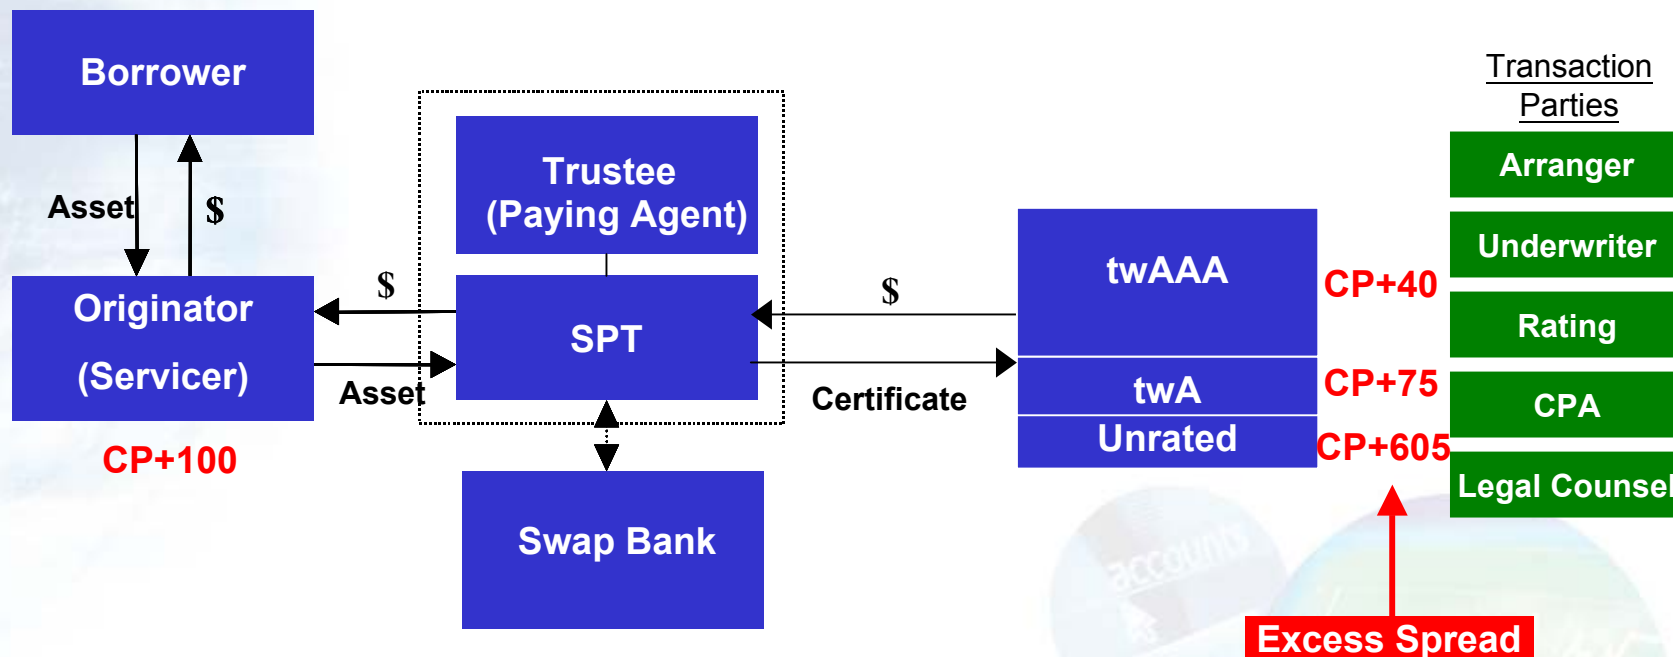 Borrower
Asset
$
Originator
(Servicer)
CP+100
$
Asset
Trustee
(Paying Agent)
SPT
Swap Bank
$
Certificate
twAAA
twA
Unrated
CP+40
CP+75
CP+605
Excess Spread
Transaction
Parties
Arranger
Underwriter
Rating
CPA
Legal Counsel
accounts